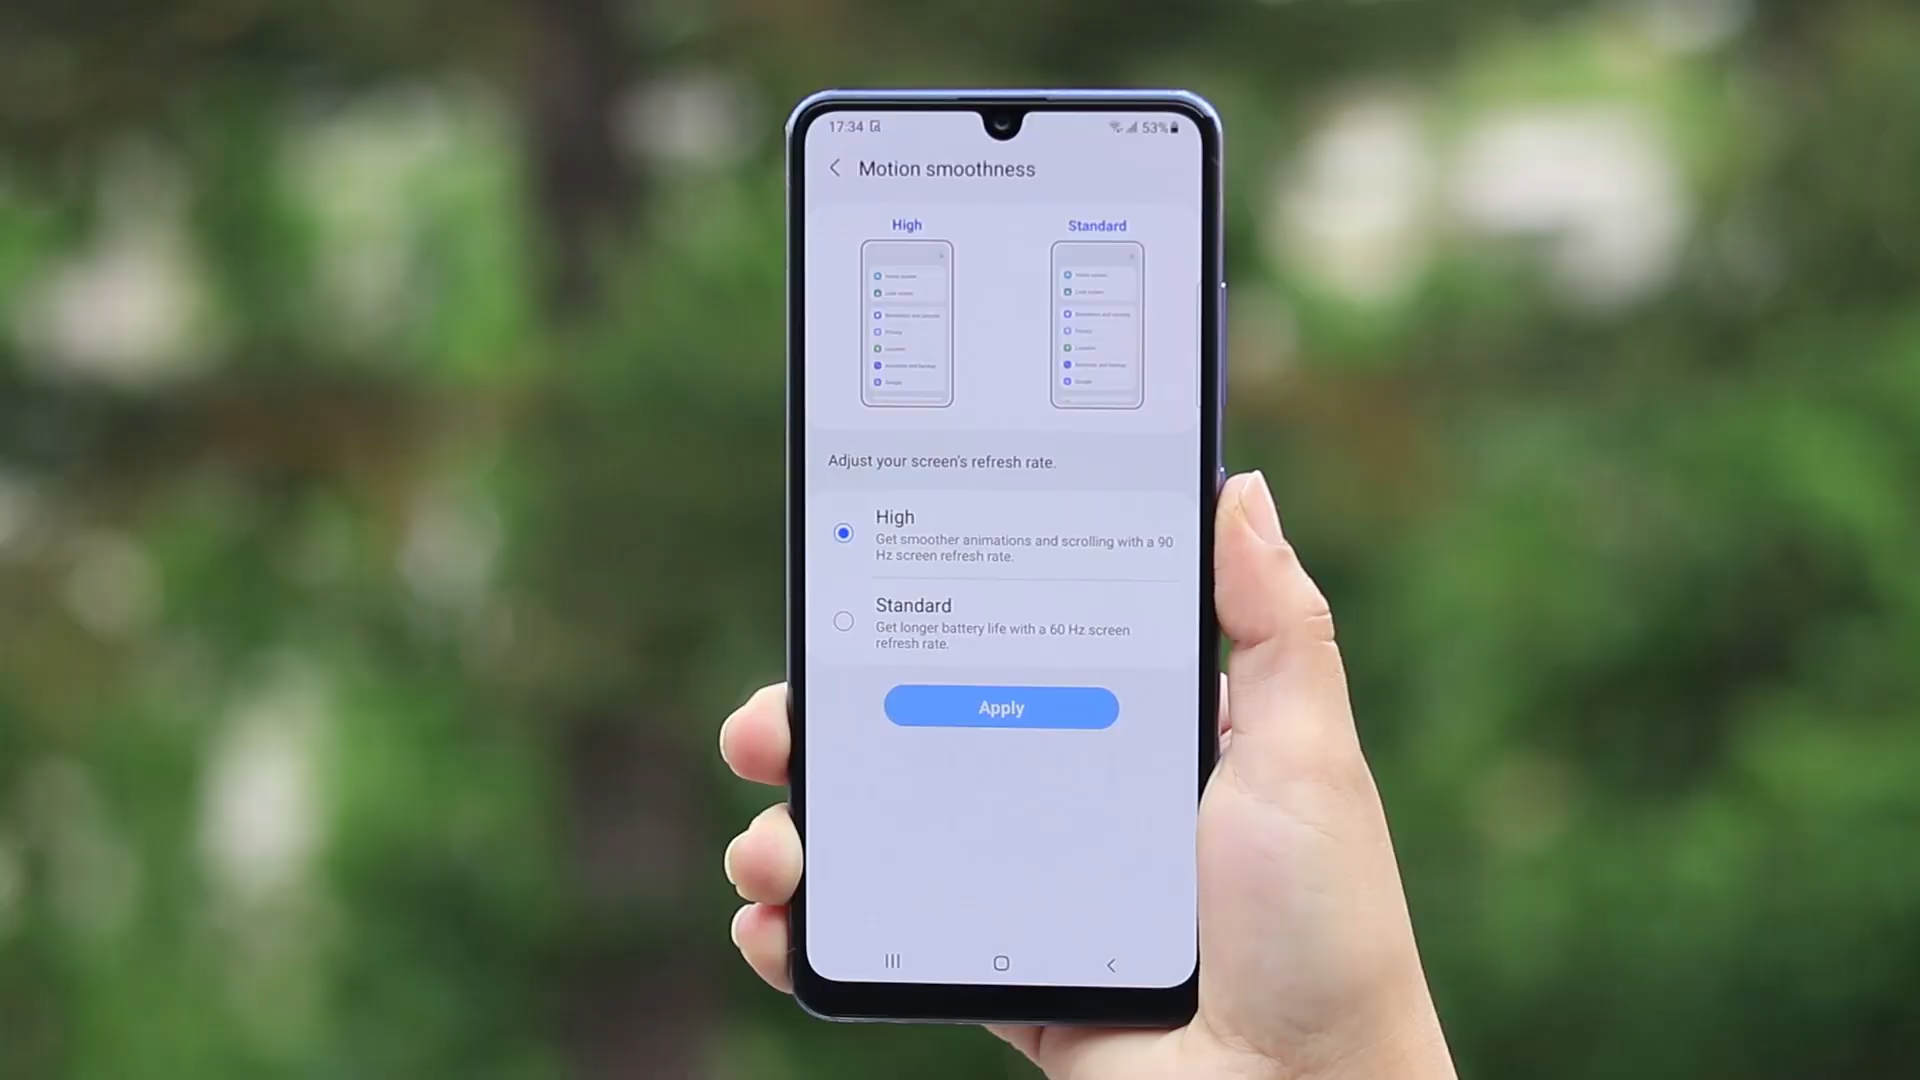 17:34 53%
Motion smoothness
High Standard
Adjust your screen's refresh rate.
High
Get smoother animations and scrolling with a 90
Hz screen refresh rate.
Standard
Get longer battery life with a 60 Hz screen
refresh rate.
Apply